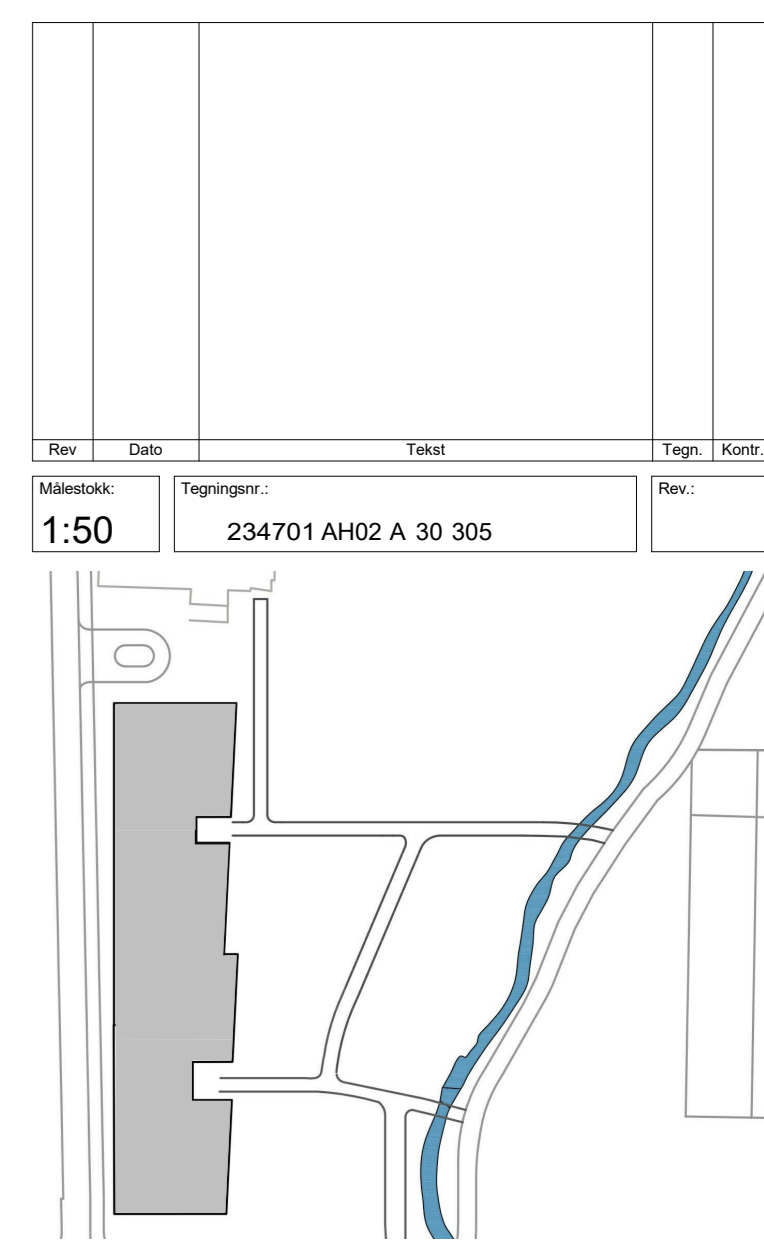 Rev Dato Tekst Tegn. Kontr.
Målestokk: Tegningsnr.: Rev.:
1:50 234701 AH02 A 30 305